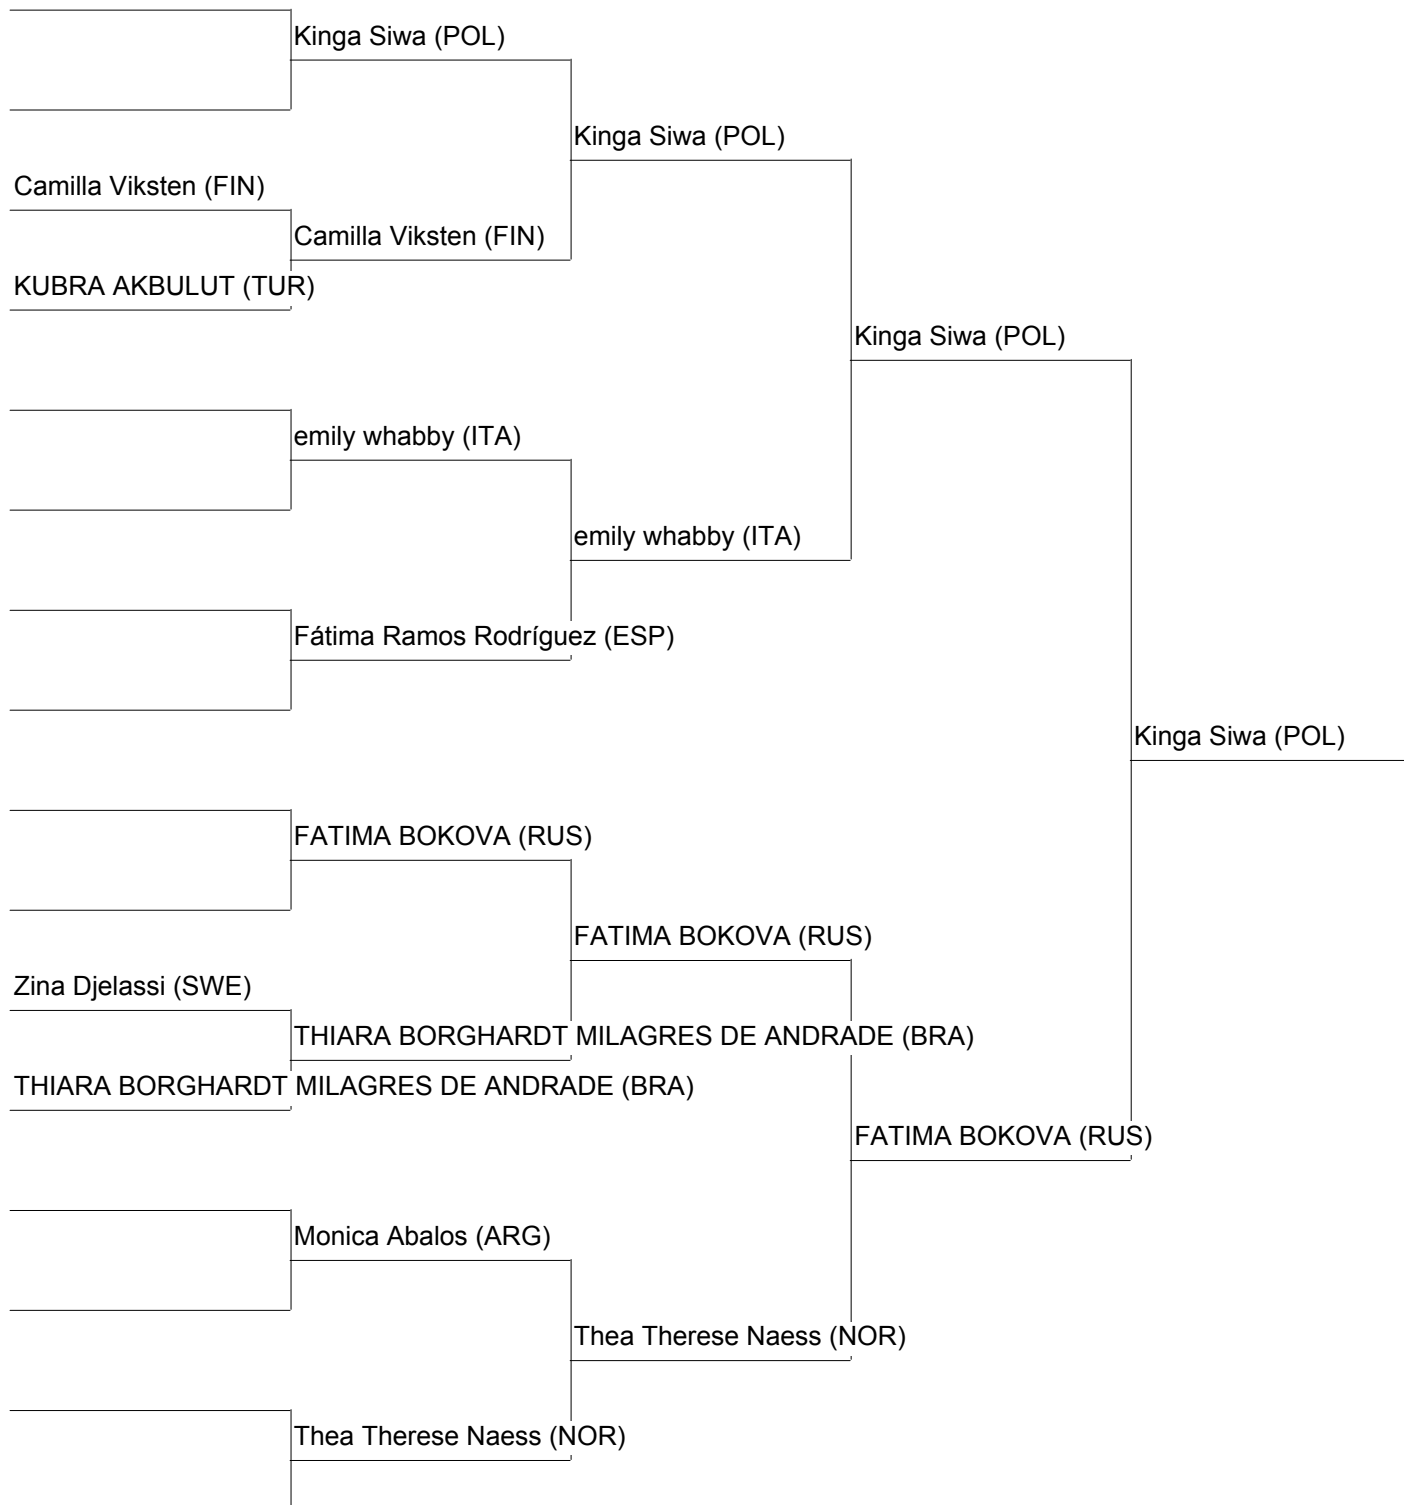 Kinga Siwa (POL)
Kinga Siwa (POL)
Camilla Viksten (FIN)
Camilla Viksten (FIN)
KUBRA AKBULUT (TUR)
Kinga Siwa (POL)
emily whabby (ITA)
emily whabby (ITA)
Fátima Ramos Rodríguez (ESP)
Kinga Siwa (POL)
FATIMA BOKOVA (RUS)
FATIMA BOKOVA (RUS)
Zina Djelassi (SWE)
THIARA BORGHARDT MILAGRES DE ANDRADE (BRA)
THIARA BORGHARDT MILAGRES DE ANDRADE (BRA)
FATIMA BOKOVA (RUS)
Monica Abalos (ARG)
Thea Therese Naess (NOR)
Thea Therese Naess (NOR)